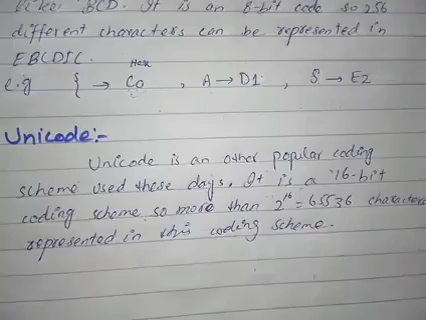 like BCD. It is an 8-bit code so 256
different characters can be represented in
EBCDIC.
Hex
e.g { → C0 , A → D1 , S → E2
Unicode:-
Unicode is an other popular coding
scheme used these days. It is a 16-bit
coding scheme so more than 2¹⁶ = 65536 characters
represented in this coding scheme.